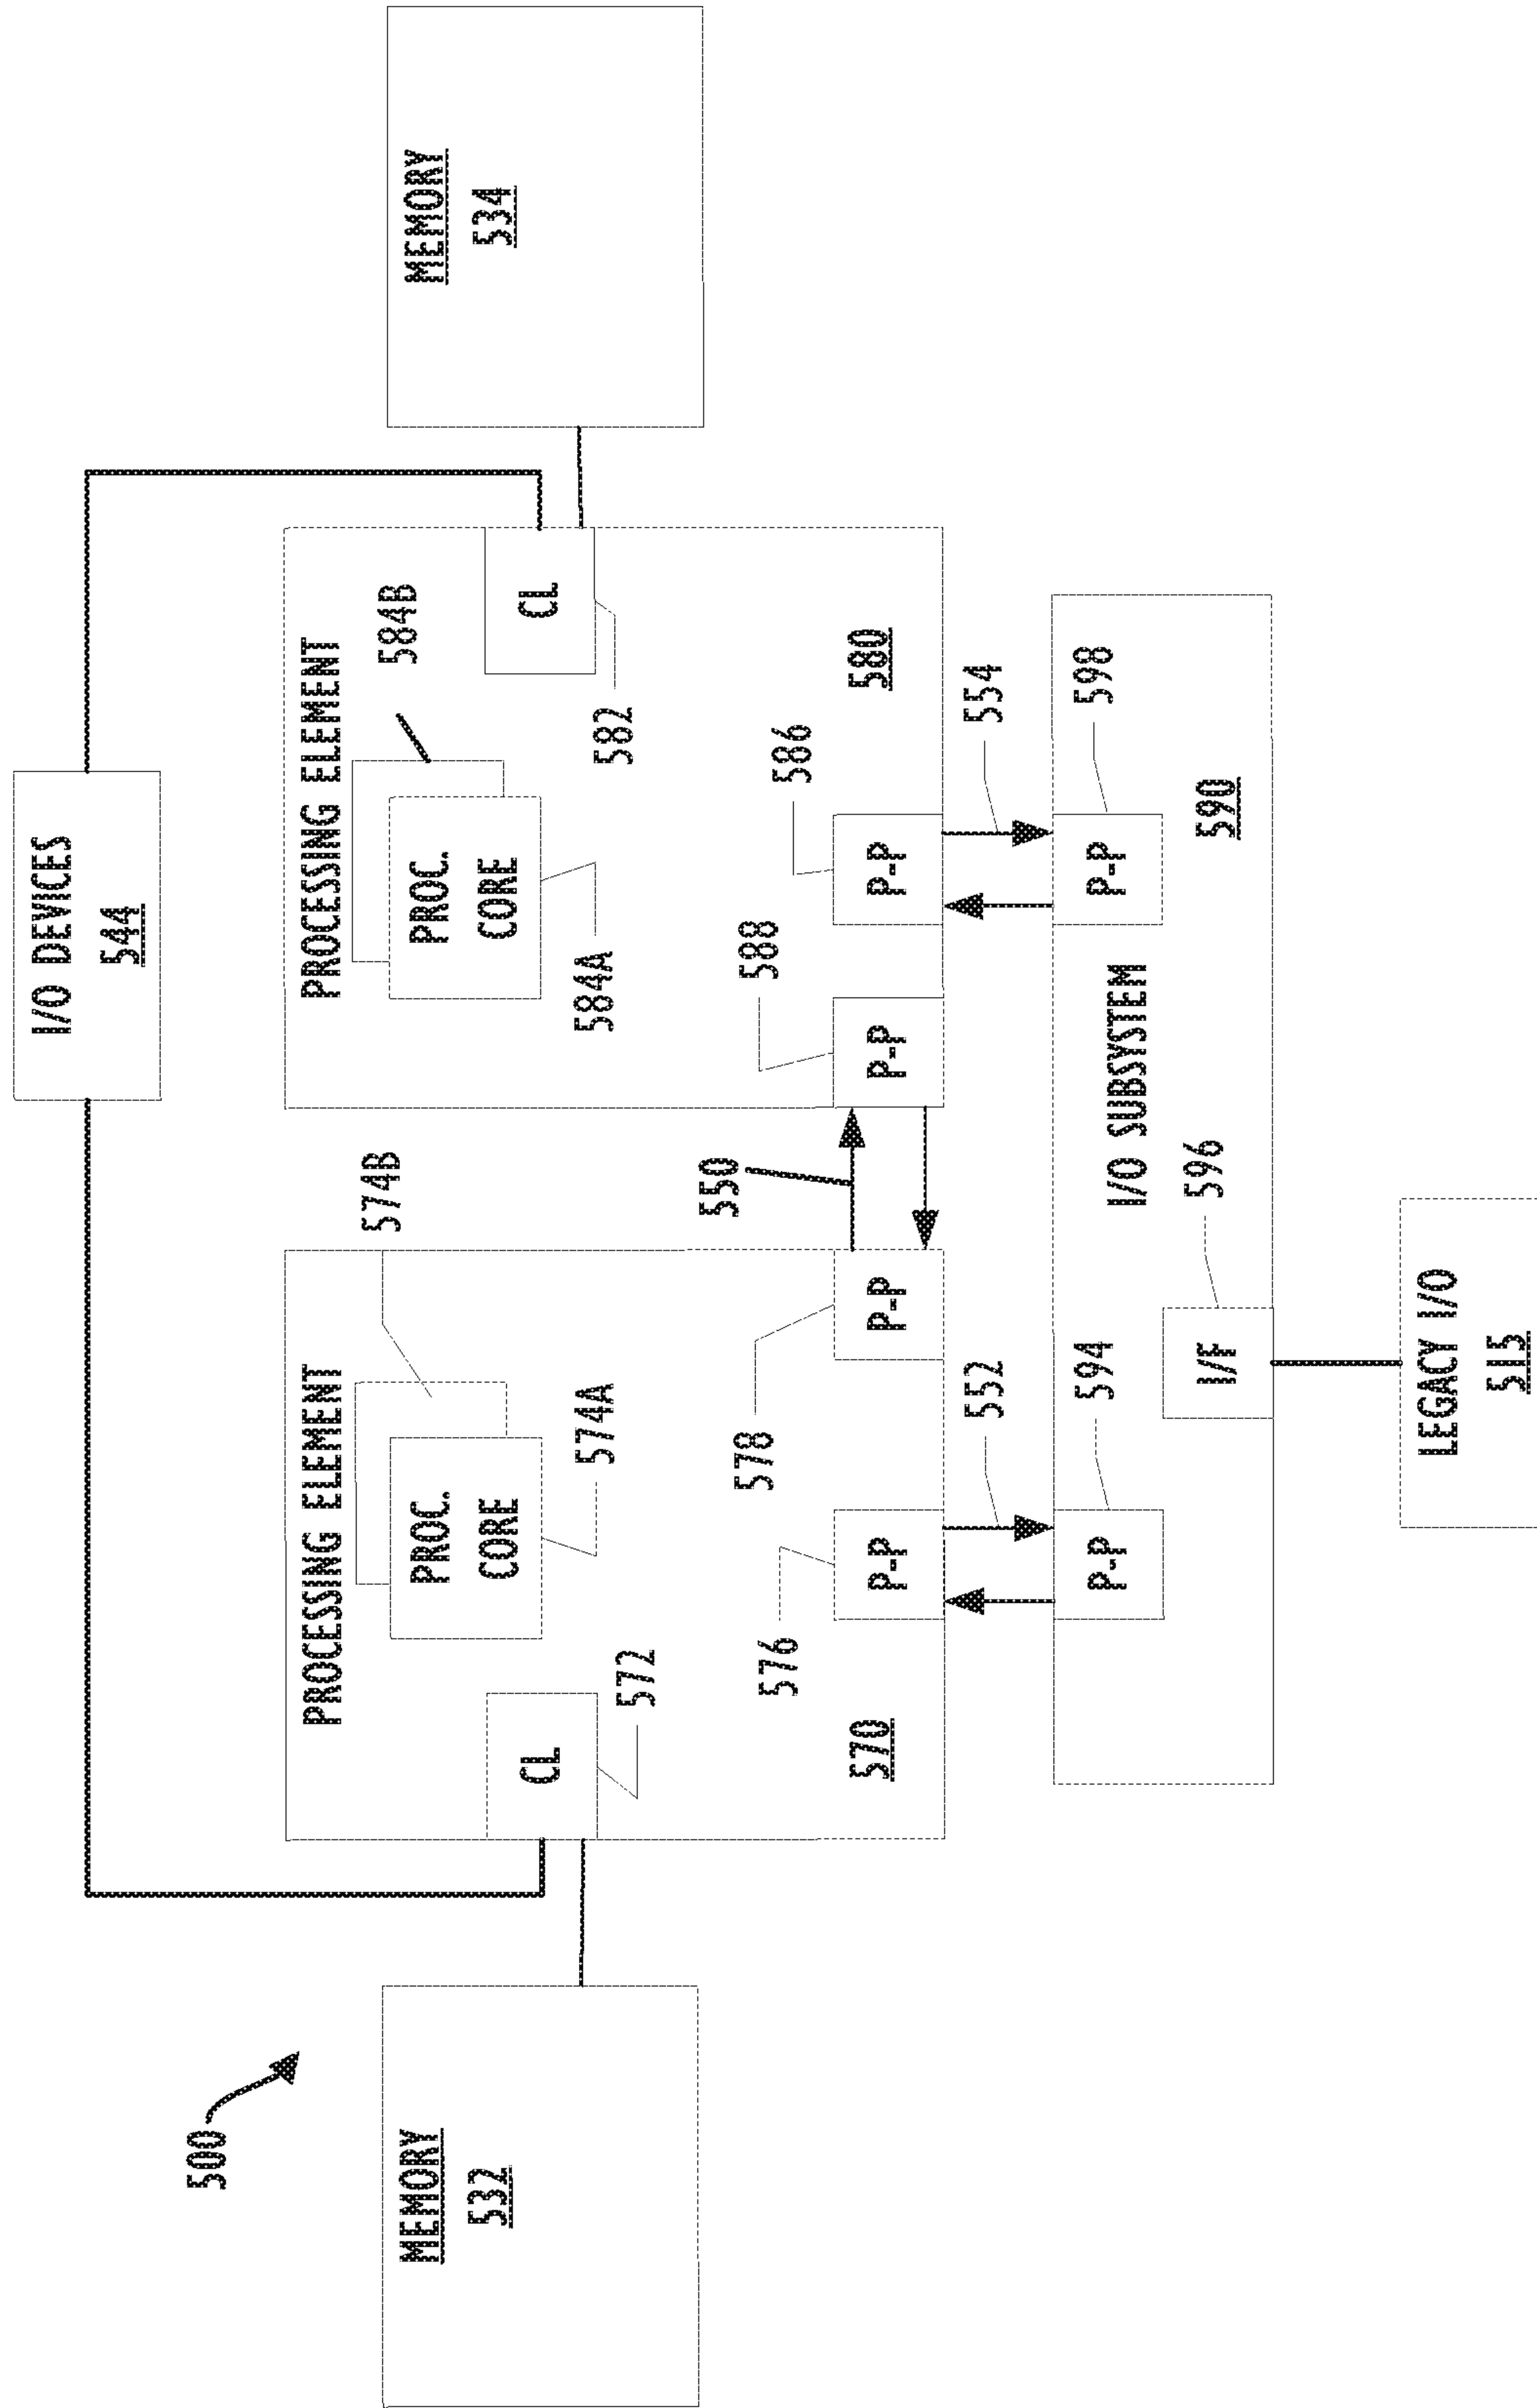 500
I/O DEVICES
544
MEMORY
532
MEMORY
534
PROCESSING ELEMENT
574B
PROC.
CORE
574A
CL
572
576
578
P-P
P-P
570
550
PROCESSING ELEMENT
584B
PROC.
CORE
584A
CL
582
588
586
P-P
P-P
580
552
554
594
598
P-P
P-P
I/O SUBSYSTEM
590
596
I/F
LEGACY I/O
515